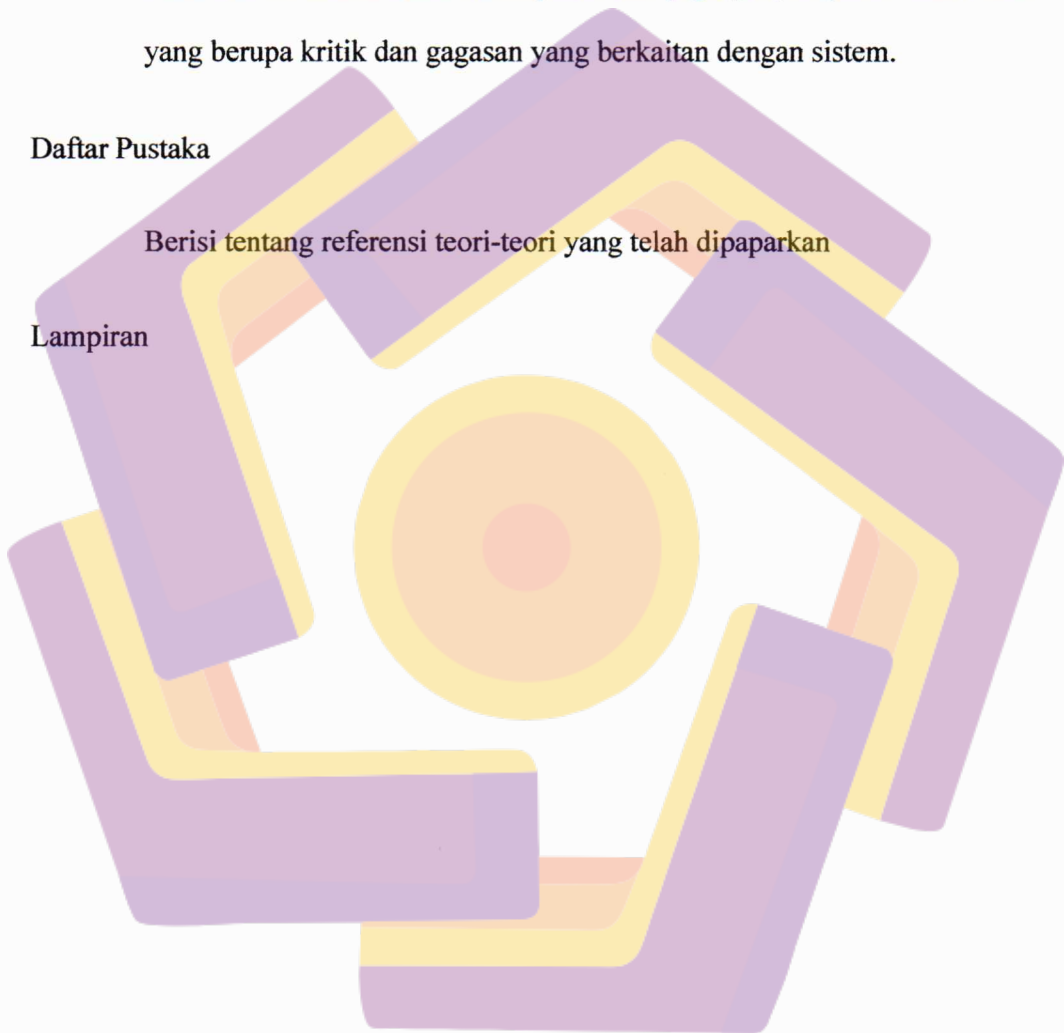 yang berupa kritik dan gagasan yang berkaitan dengan sistem.
Daftar Pustaka
Berisi tentang referensi teori-teori yang telah dipaparkan
Lampiran